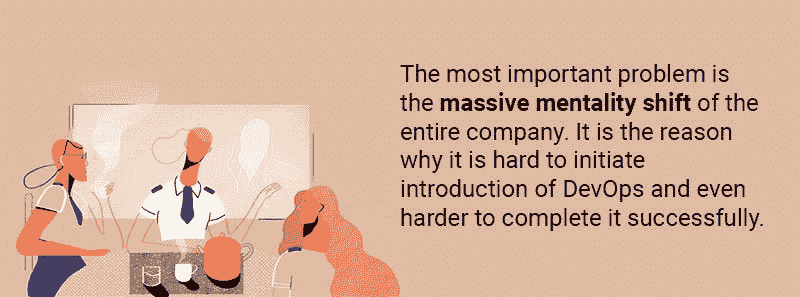 The most important problem is
the massive mentality shift of the
entire company. It is the reason
why it is hard to initiate
introduction of DevOps and even
harder to complete it successfully.